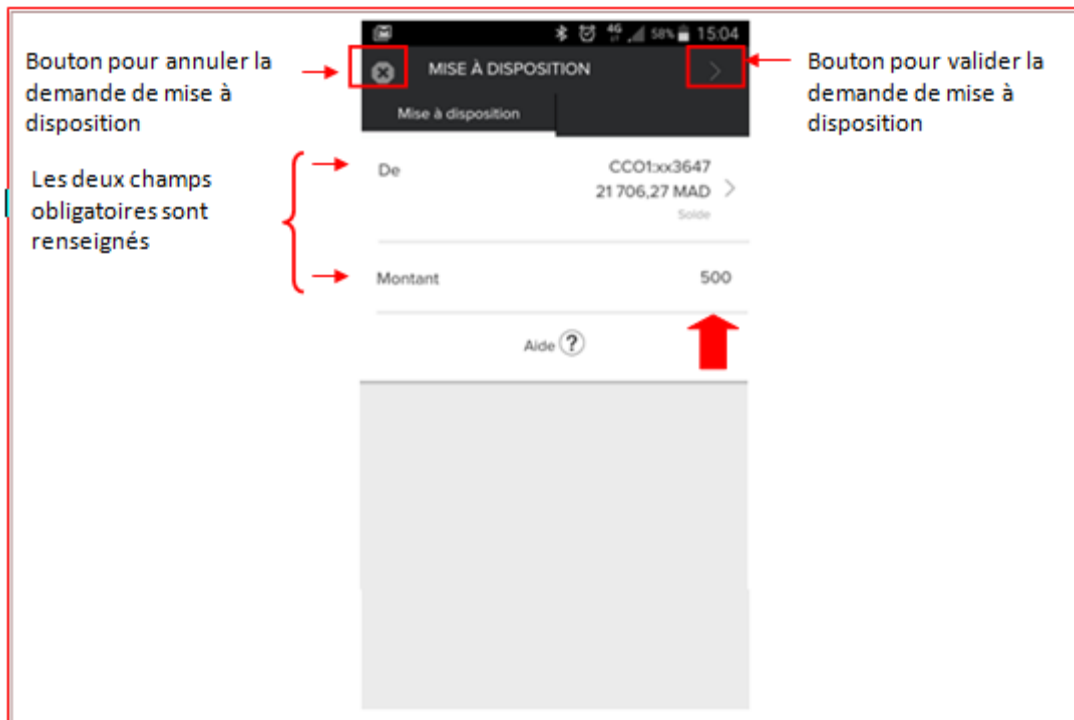 4G 58% 15:04
Bouton pour annuler la
demande de mise à
disposition
MISE À DISPOSITION
Bouton pour valider la
demande de mise à
disposition
Mise à disposition
Les deux champs
obligatoires sont
renseignés
De
CCO1:xx3647
21 706,27 MAD
Solde
Montant
500
Aide ?